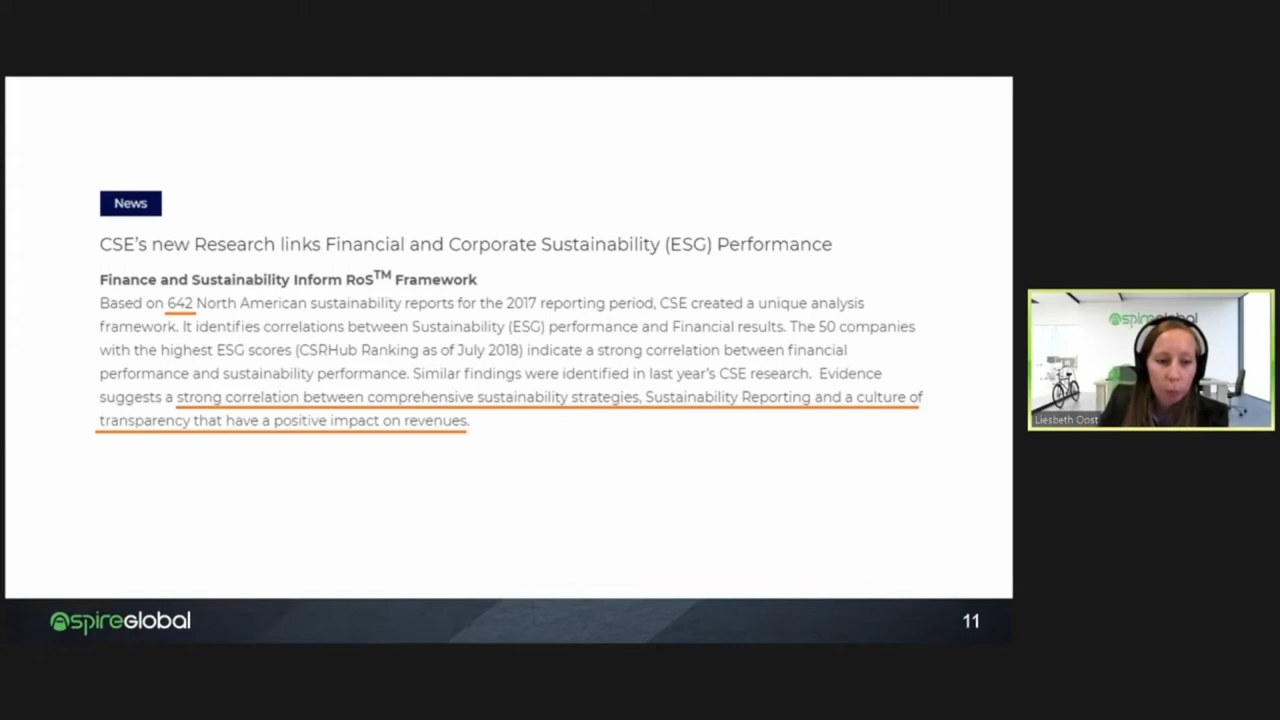 News
CSE's new Research links Financial and Corporate Sustainability (ESG) Performance
Finance and Sustainability Inform RoS™ Framework
Based on 642 North American sustainability reports for the 2017 reporting period, CSE created a unique analysis
framework. It identifies correlations between Sustainability (ESG) performance and Financial results. The 50 companies
with the highest ESG scores (CSRHub Ranking as of July 2018) indicate a strong correlation between financial
performance and sustainability performance. Similar findings were identified in last year's CSE research. Evidence
suggests a strong correlation between comprehensive sustainability strategies, Sustainability Reporting and a culture of
transparency that have a positive impact on revenues.
aspireGlobal
11
aspireglobal
Liesbeth Oost